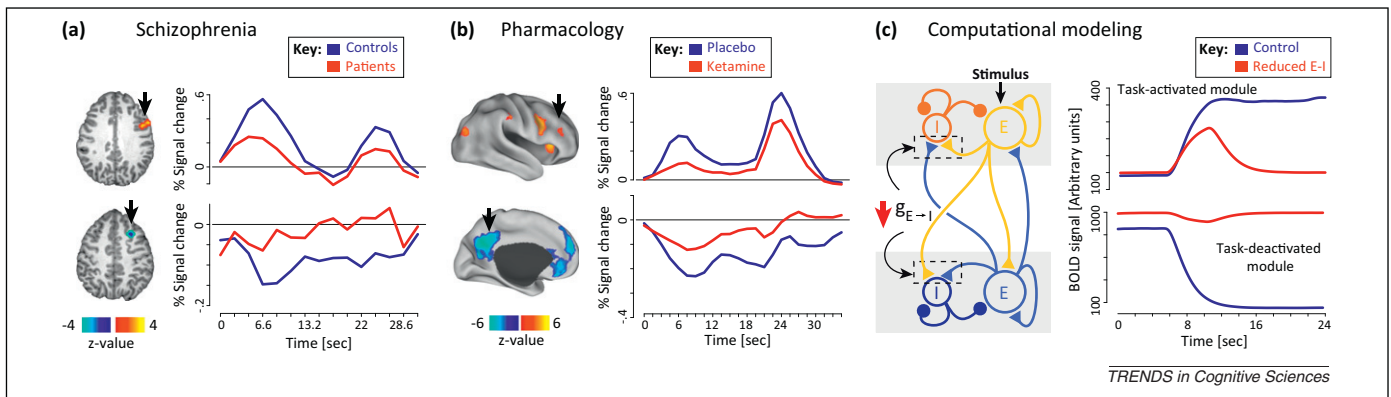 (a) Schizophrenia
Key: Controls
Patients
% Signal change
.6
0
% Signal change
0
-.2
-4 4
z-value
0 6.6 13.2 22 28.6
Time [sec]
(b) Pharmacology
Key: Placebo
Ketamine
% Signal change
.6
0
% Signal change
0
-.4
-6 6
z-value
0 6 12 18 24 30
Time [sec]
(c) Computational modeling
Key: Control
Reduced E-I
Stimulus
I E
gE→I
I E
BOLD signal [Arbitrary units]
400
100
Task-activated module
1000
100
Task-deactivated
module
0 8 16 24
Time [sec]
TRENDS in Cognitive Sciences